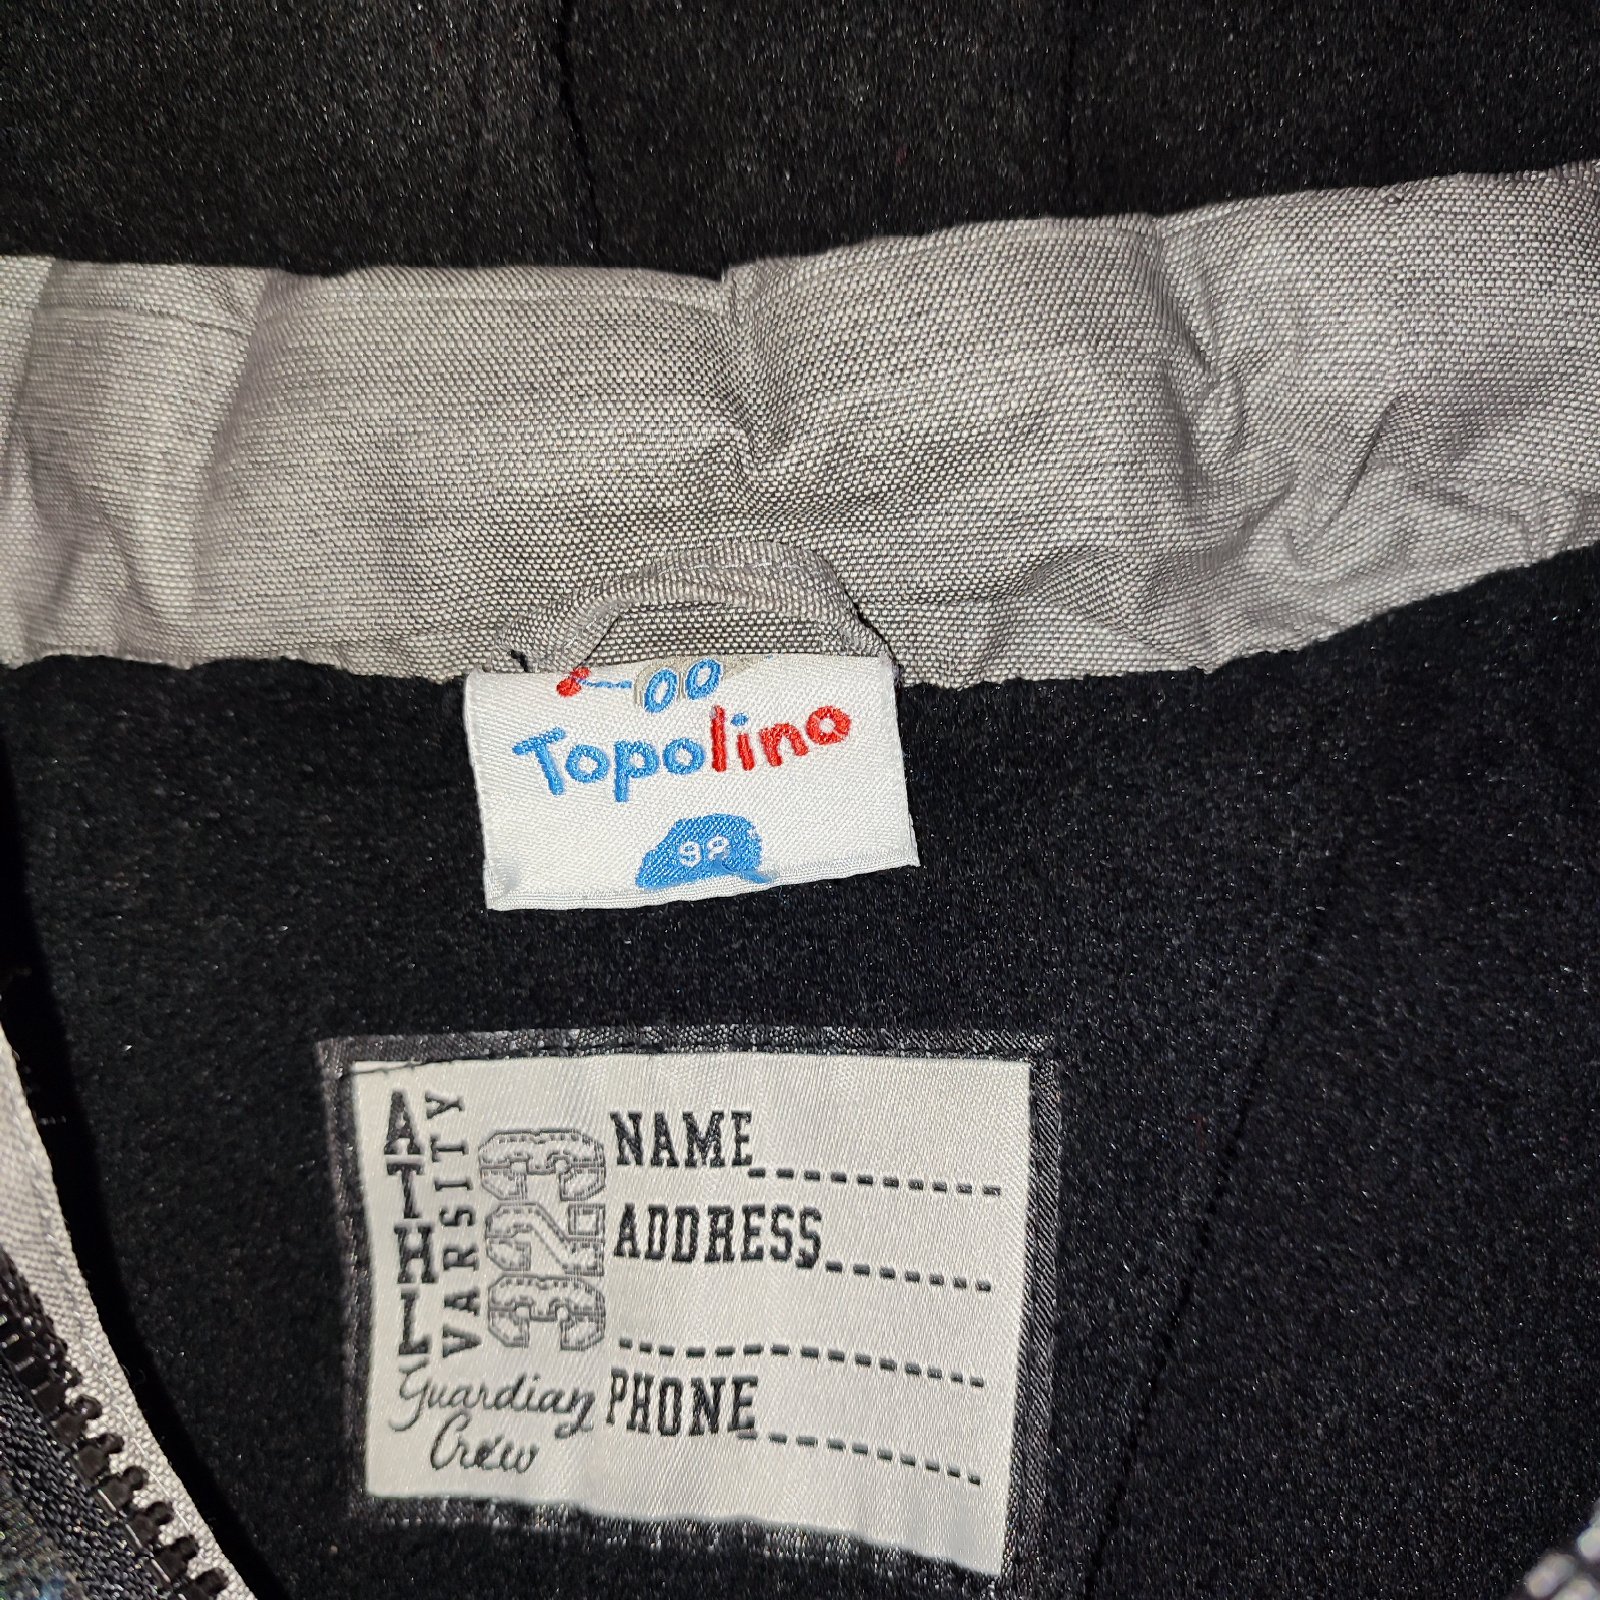 Topolino
98
ATHL
VARSITY
323
Guardian
Crew
NAME
ADDRESS
PHONE